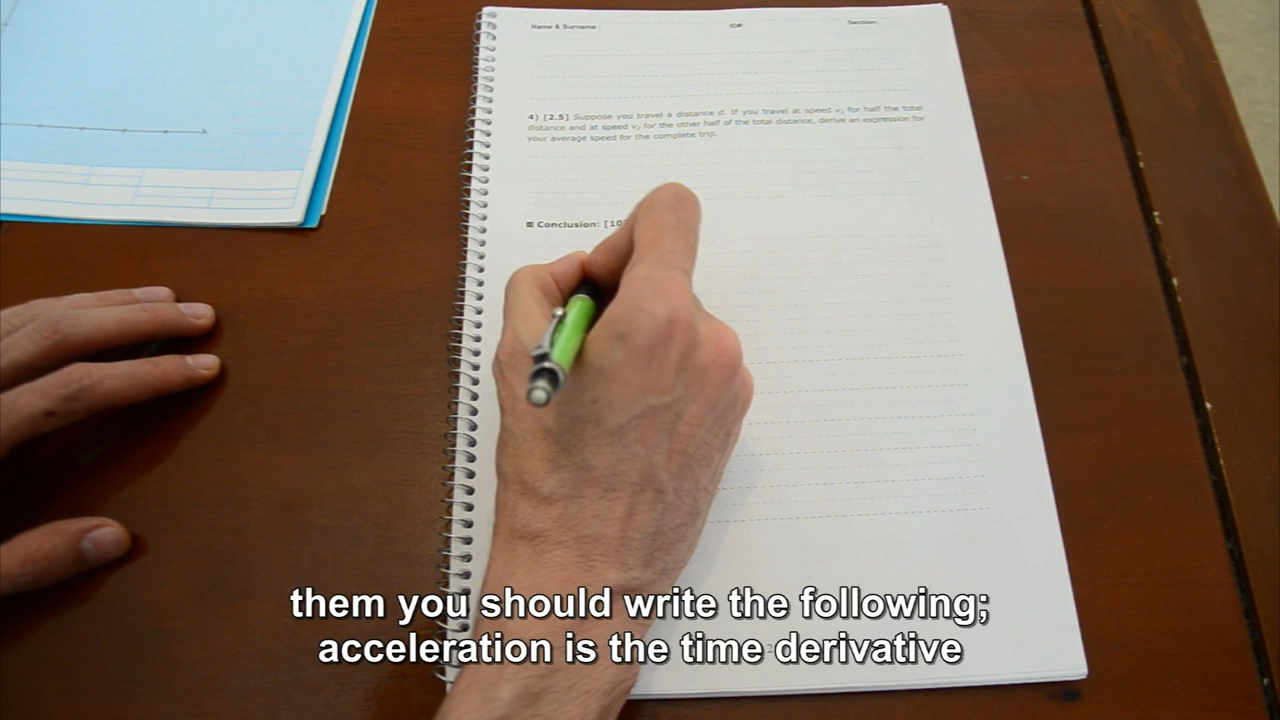 Name & Surname : ID#: Section:
4) [2.5] Suppose you travel a distance d. If you travel at speed v₁ for half the total
distance and at speed v₂ for the other half of the total distance, derive an expression for
your average speed for the complete trip.
Conclusion: [10
them you should write the following;
acceleration is the time derivative